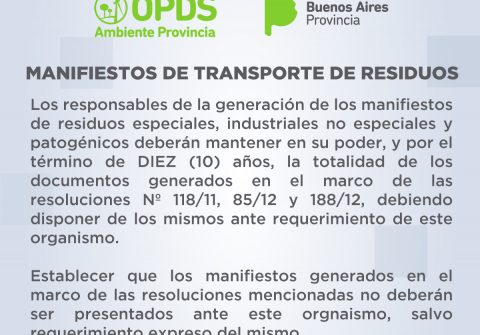 OPDS
Ambiente Provincia
Buenos Aires
Provincia
MANIFIESTOS DE TRANSPORTE DE RESIDUOS
Los responsables de la generación de los manifiestos
de residuos especiales, industriales no especiales y
patogénicos deberán mantener en su poder, y por el
término de DIEZ (10) años, la totalidad de los
documentos generados en el marco de las
resoluciones Nº 118/11, 85/12 y 188/12, debiendo
disponer de los mismos ante requerimiento de este
organismo.
Establecer que los manifiestos generados en el
marco de las resoluciones mencionadas no deberán
ser presentados ante este orgnaismo, salvo
requerimiento expreso del mismo.